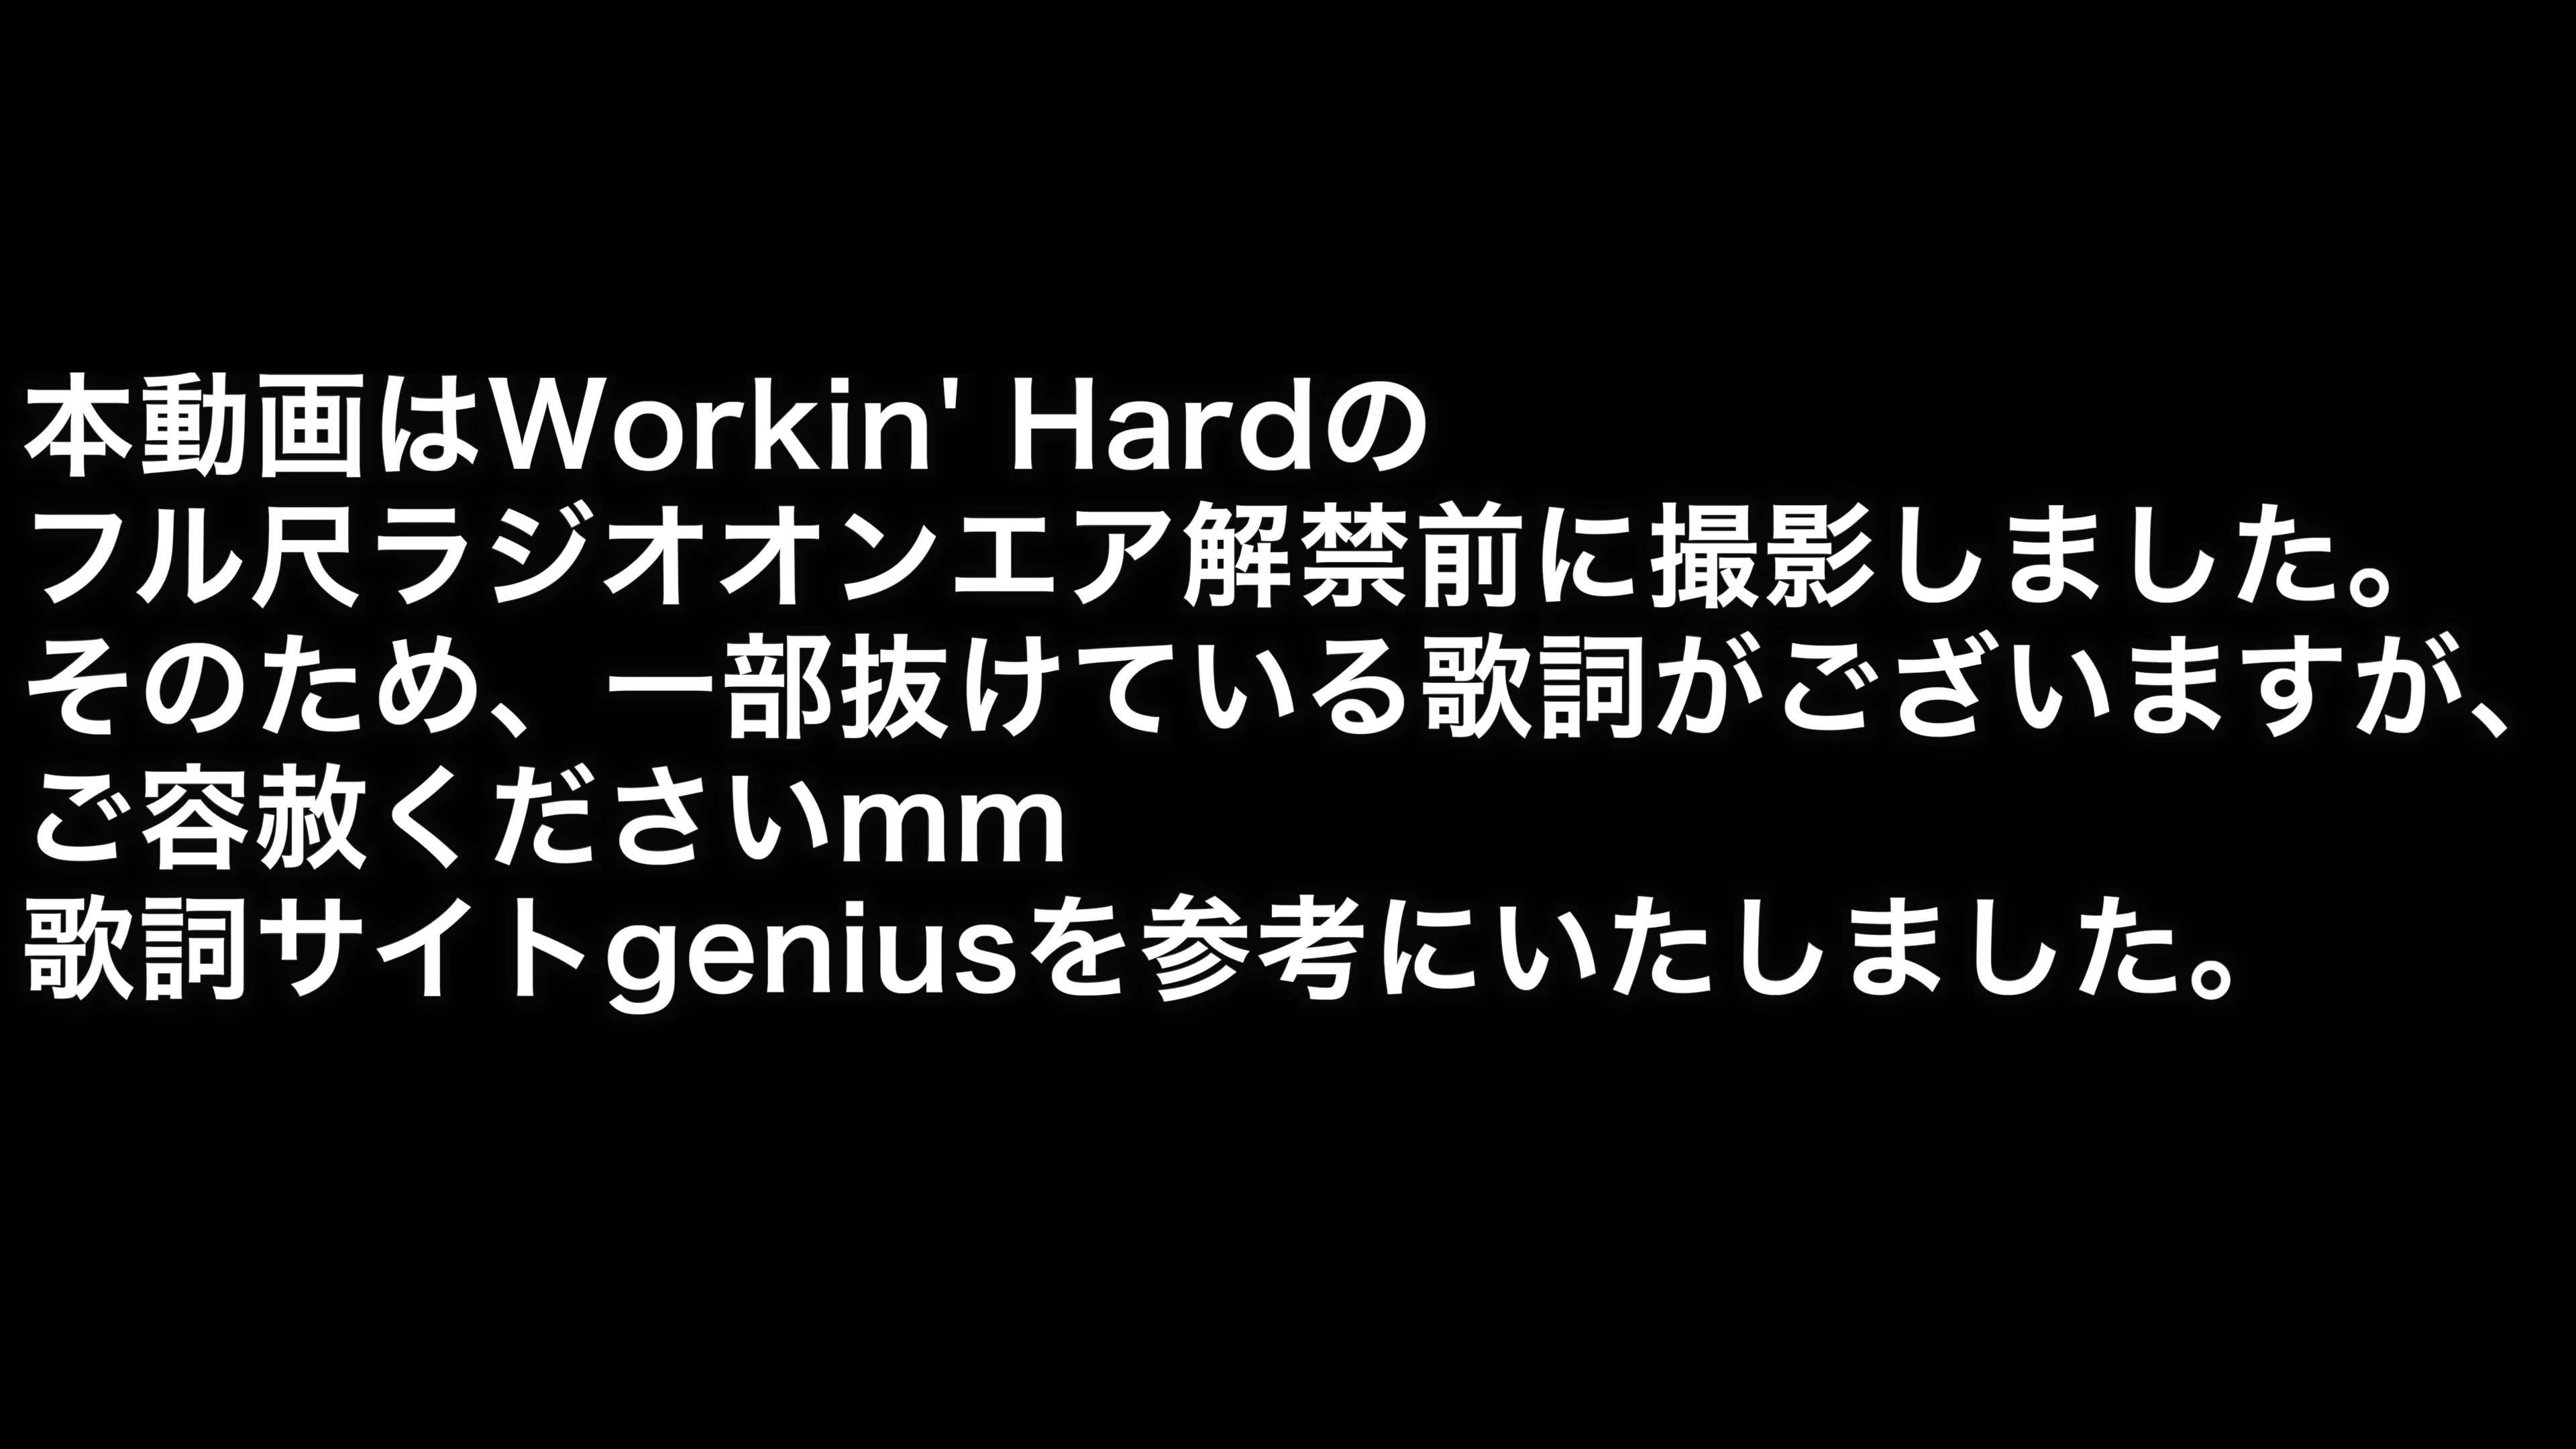 本動画はWorkin' Hardの
フル尺ラジオオンエア解禁前に撮影しました。
そのため、一部抜けている歌詞がございますが、
ご容赦くださいmm
歌詞サイトgeniusを参考にいたしました。